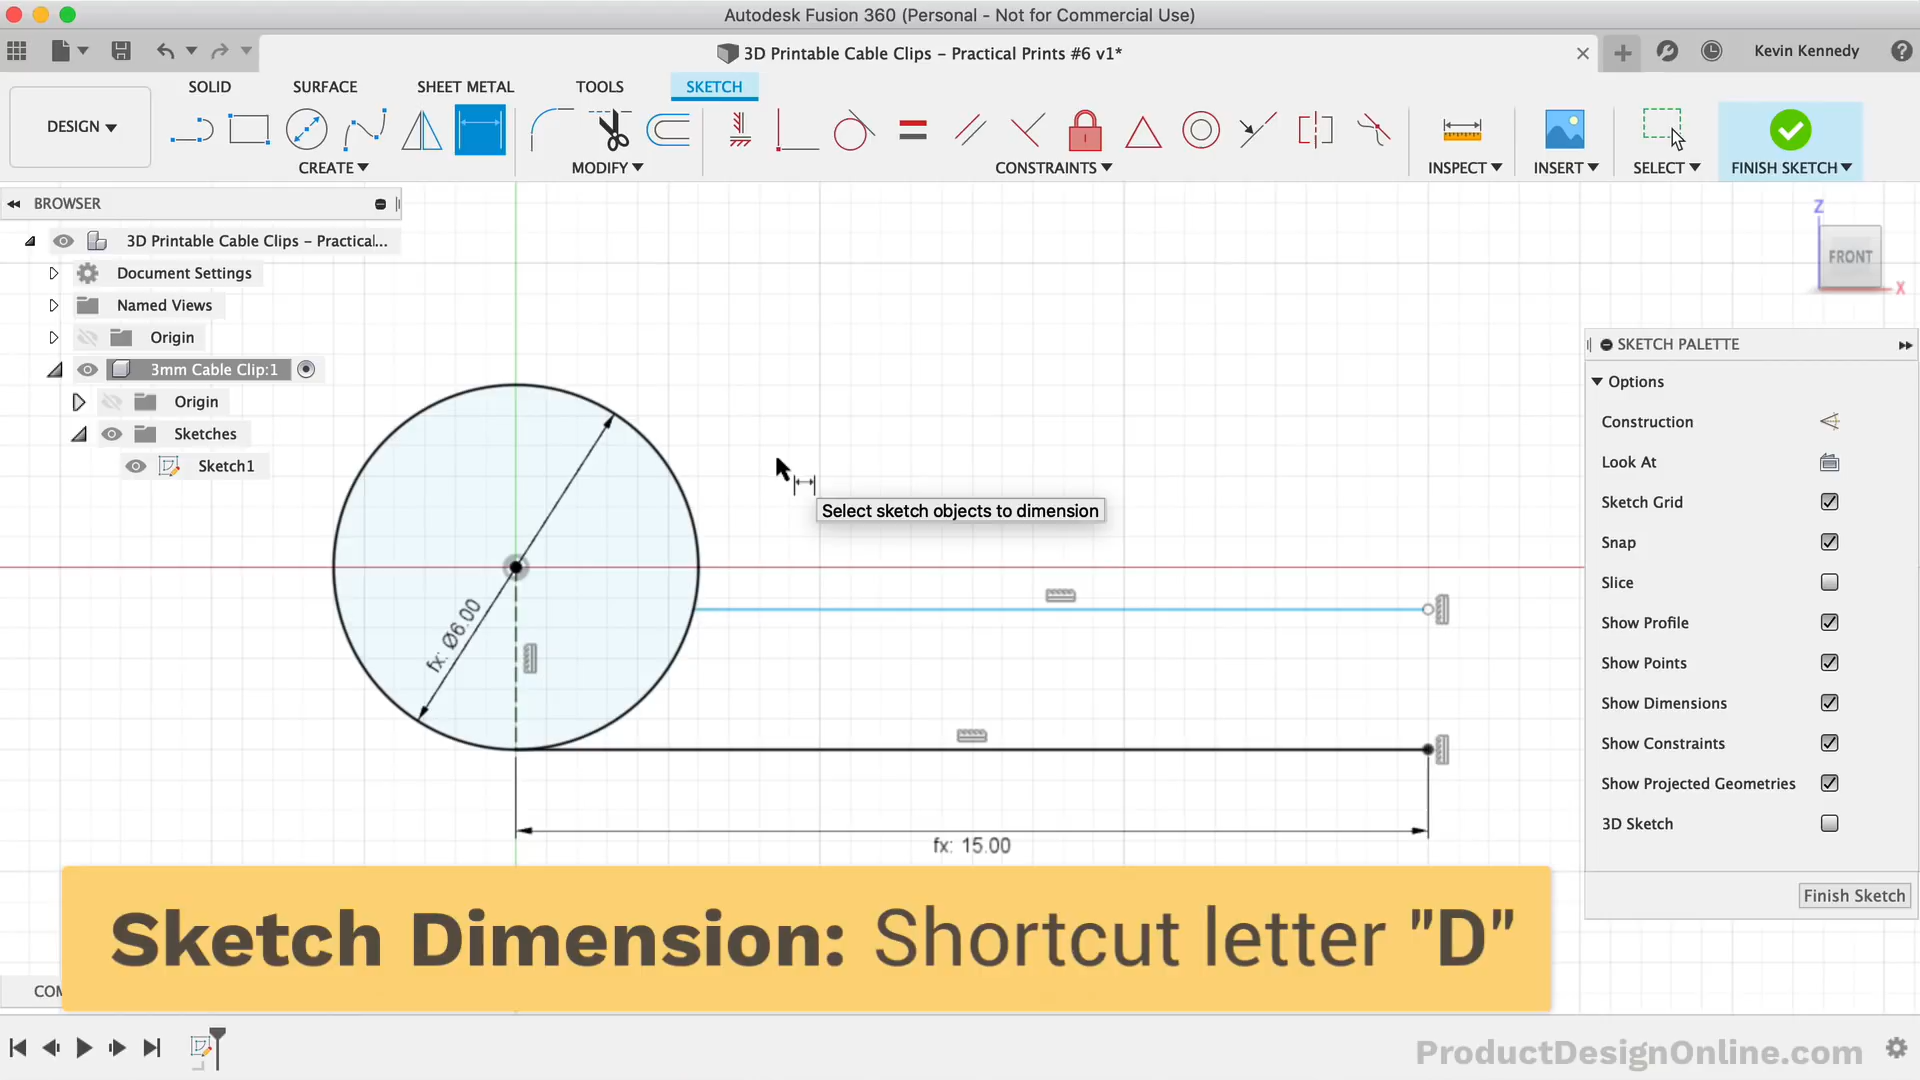 Autodesk Fusion 360 (Personal - Not for Commercial Use)
3D Printable Cable Clips – Practical Prints #6 v1*
Kevin Kennedy
SOLID
SURFACE
SHEET METAL
TOOLS
SKETCH
DESIGN
CREATE
MODIFY
CONSTRAINTS
INSPECT
INSERT
SELECT
FINISH SKETCH
BROWSER
3D Printable Cable Clips – Practical...
Document Settings
Named Views
Origin
3mm Cable Clip:1
Origin
Sketches
Sketch1
Z
FRONT
X
Select sketch objects to dimension
fx: Ø6.00
fx: 15.00
SKETCH PALETTE
Options
Construction
Look At
Sketch Grid
Snap
Slice
Show Profile
Show Points
Show Dimensions
Show Constraints
Show Projected Geometries
3D Sketch
Finish Sketch
Sketch Dimension: Shortcut letter "D"
ProductDesignOnline.com